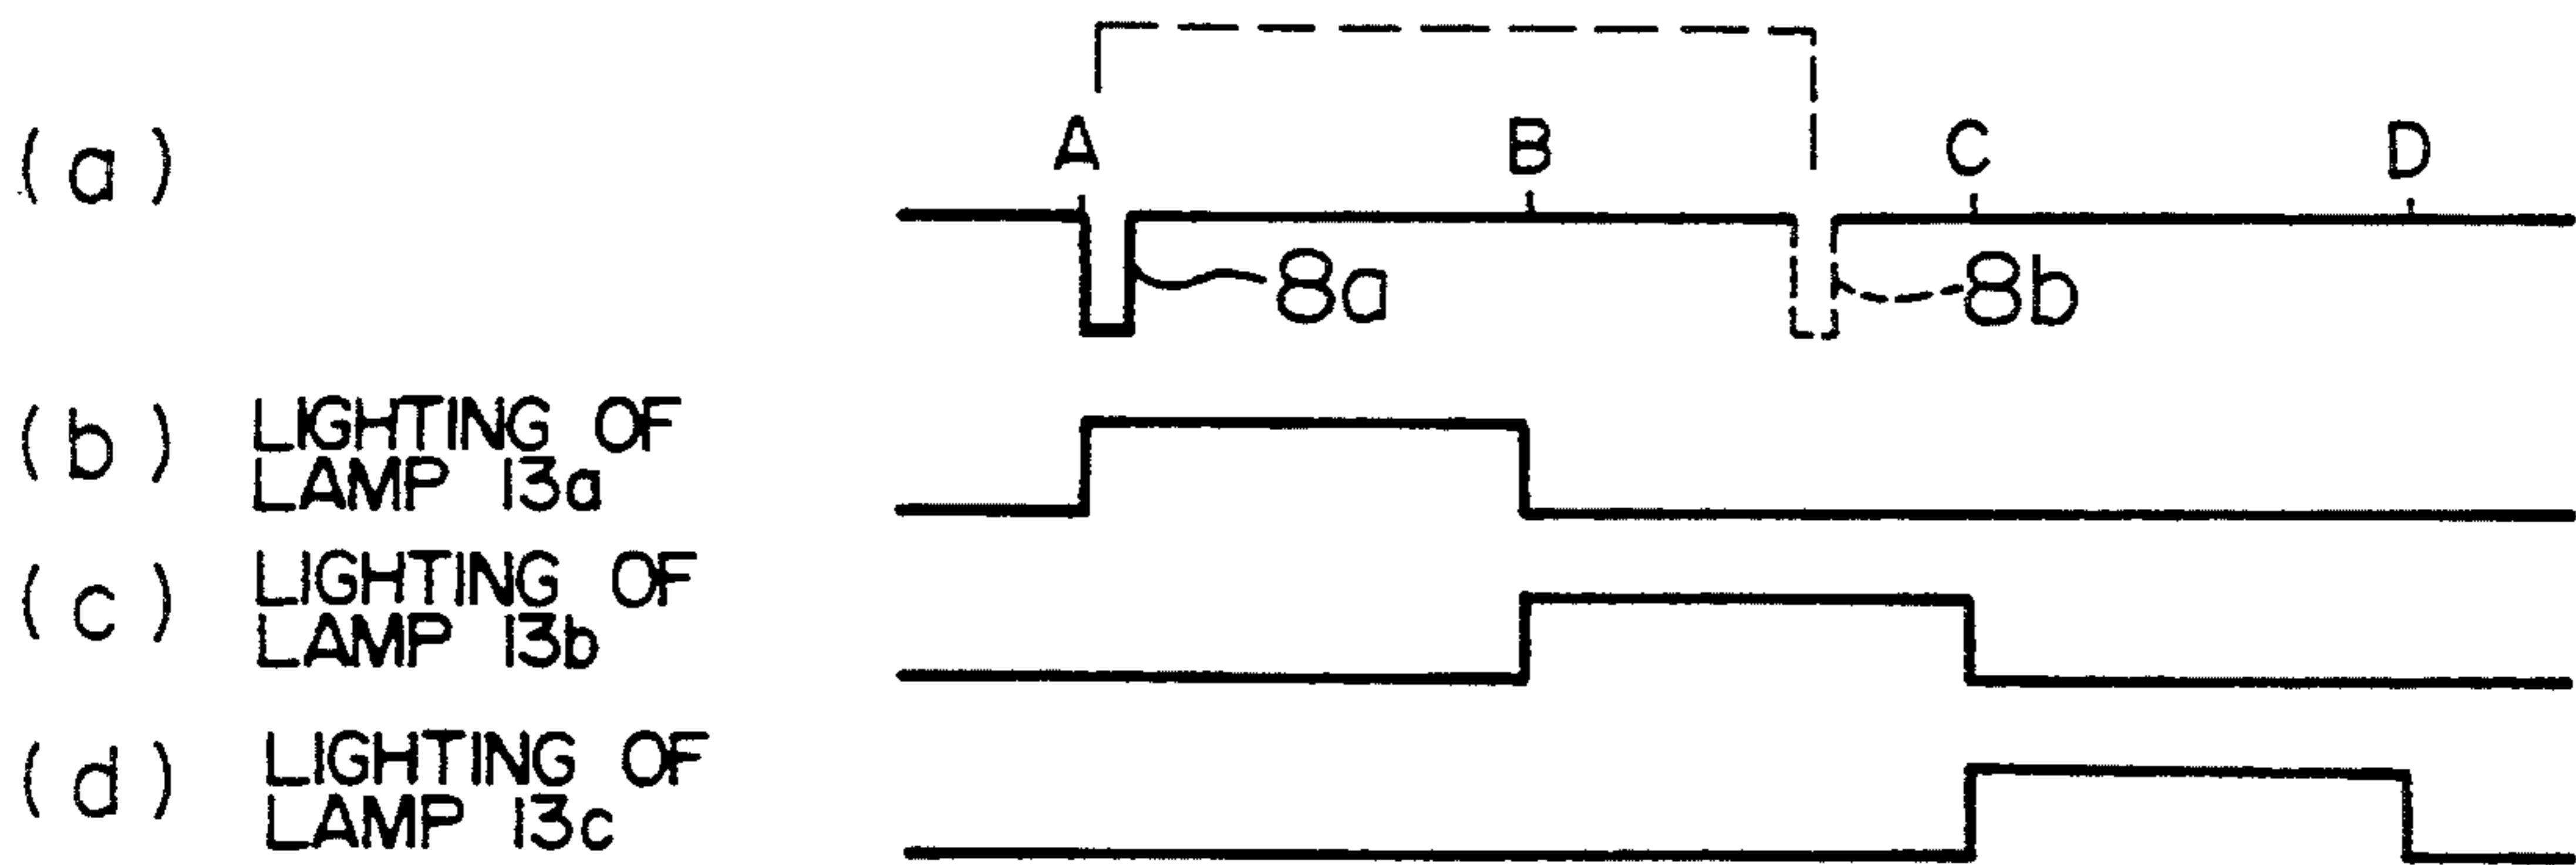 (a)
A B C D
8a 8b
(b) LIGHTING OF
LAMP 13a
(c) LIGHTING OF
LAMP 13b
(d) LIGHTING OF
LAMP 13c